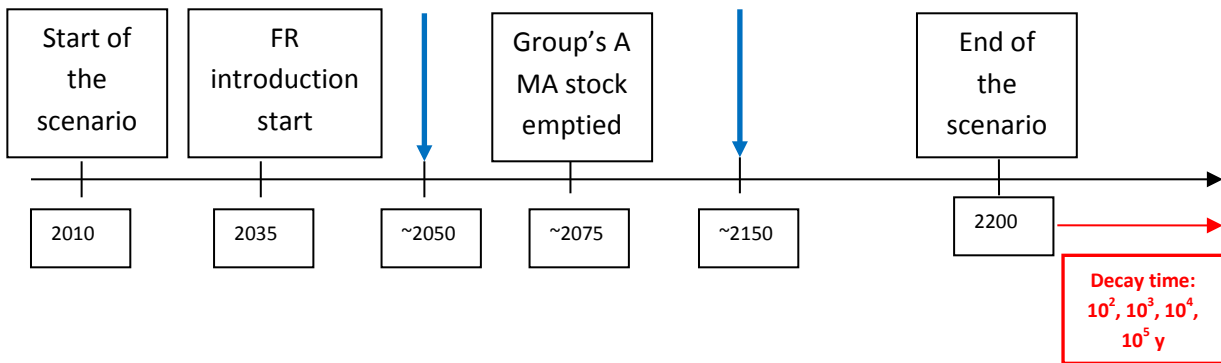 Start of
the
scenario
FR
introduction
start
Group's A
MA stock
emptied
End of
the
scenario
2010
2035
~2050
~2075
~2150
2200
Decay time:
10², 10³, 10⁴,
10⁵ y